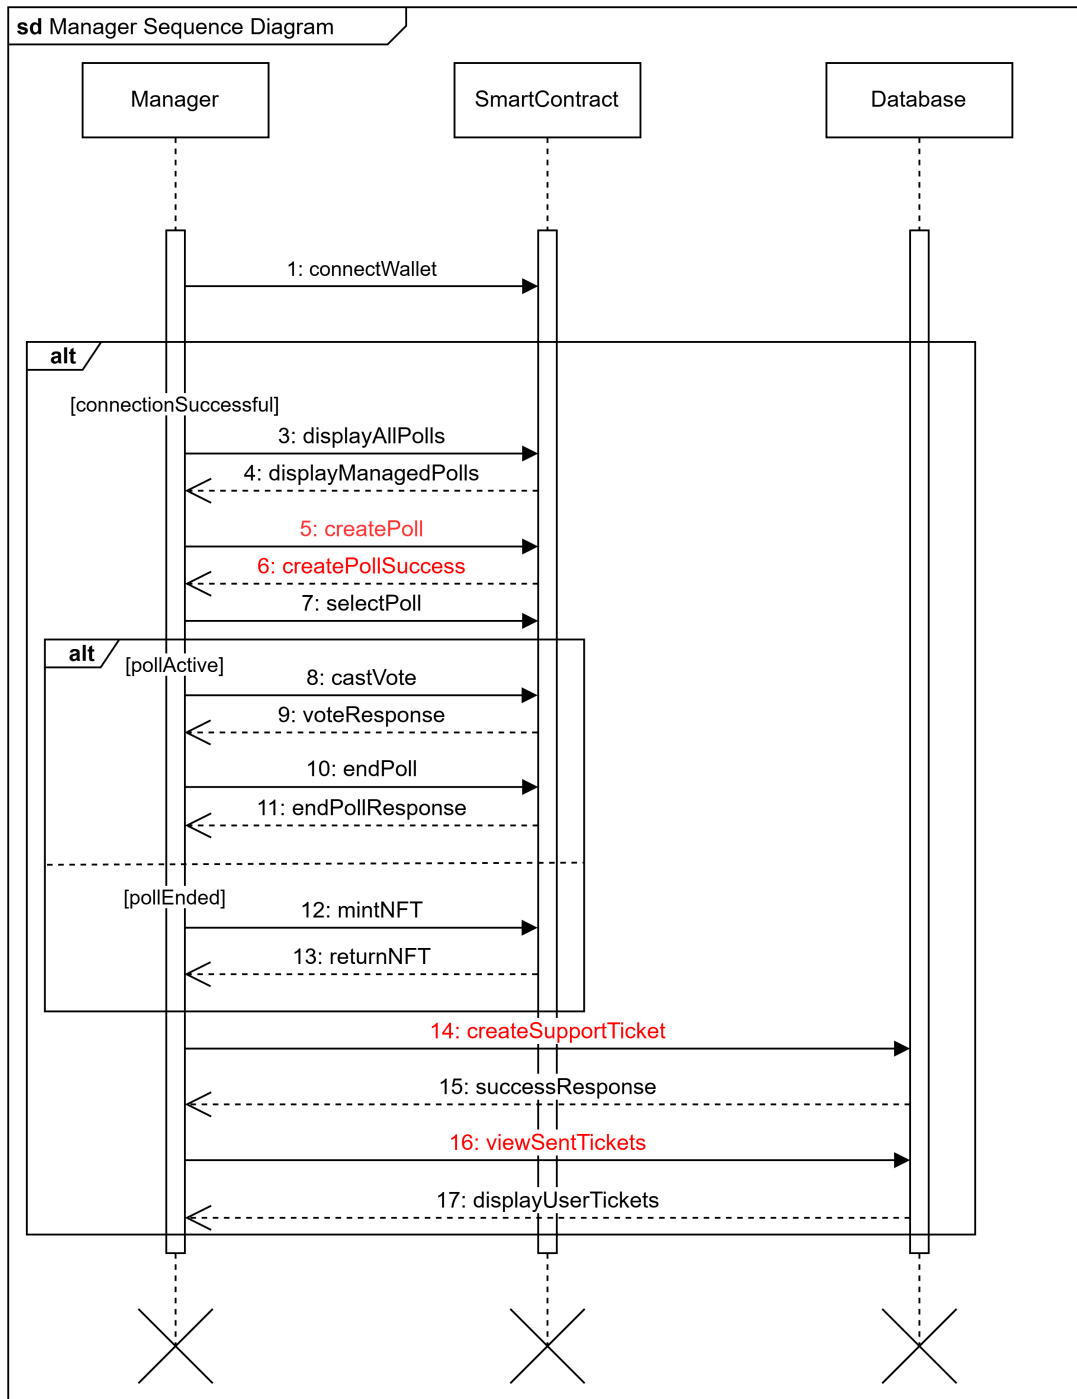 sd Manager Sequence Diagram
Manager
SmartContract
Database
1: connectWallet
alt
[connectionSuccessful]
3: displayAllPolls
4: displayManagedPolls
5: createPoll
6: createPollSuccess
7: selectPoll
alt
[pollActive]
8: castVote
9: voteResponse
10: endPoll
11: endPollResponse
[pollEnded]
12: mintNFT
13: returnNFT
14: createSupportTicket
15: successResponse
16: viewSentTickets
17: displayUserTickets